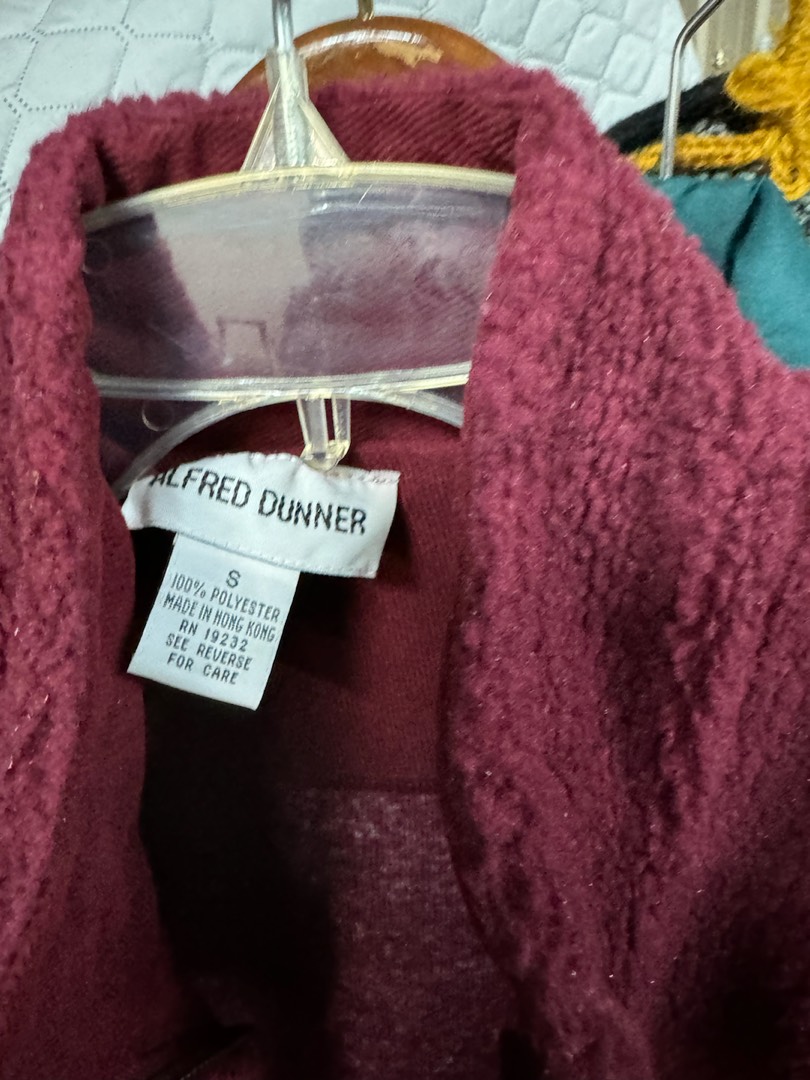 ALFRED DUNNER
S
100% POLYESTER
MADE IN HONG KONG
RN 19232
SEE REVERSE
FOR CARE